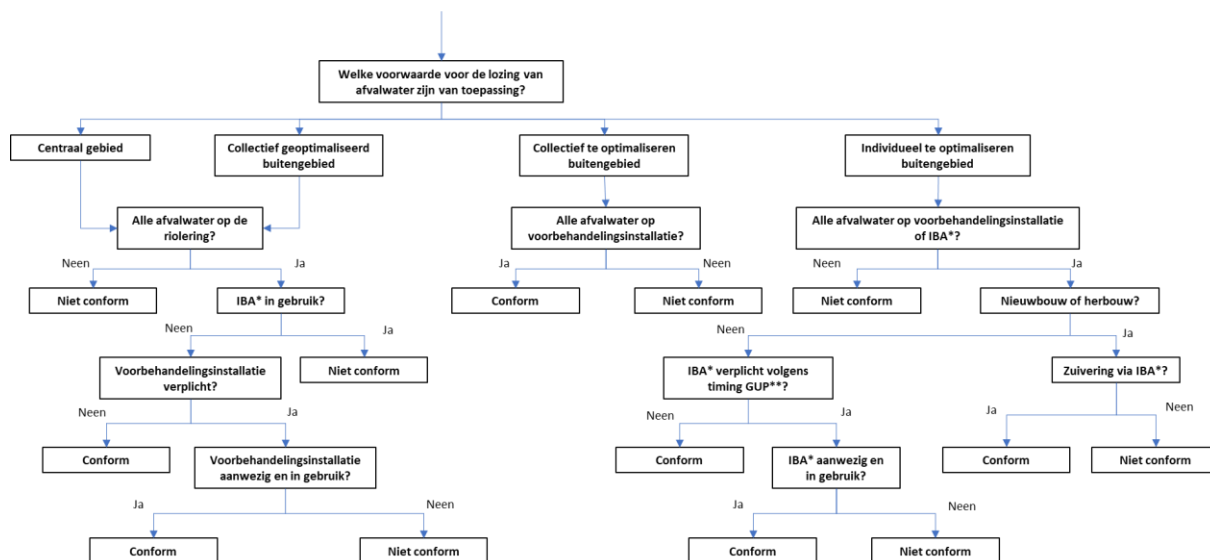 Welke voorwaarde voor de lozing van
afvalwater zijn van toepassing?
Centraal gebied
Collectief geoptimaliseerd
buitengebied
Collectief te optimaliseren
buitengebied
Individueel te optimaliseren
buitengebied
Alle afvalwater op de
riolering?
Alle afvalwater op
voorbehandelingsinstallatie?
Alle afvalwater op voorbehandelingsinstallatie
of IBA*?
Neen
Ja
Ja
Neen
Neen
Ja
Niet conform
IBA* in gebruik?
Conform
Niet conform
Niet conform
Nieuwbouw of herbouw?
Neen
Ja
Neen
Ja
Voorbehandelingsinstallatie
verplicht?
Niet conform
IBA* verplicht volgens
timing GUP**?
Zuivering via IBA*?
Neen
Ja
Neen
Ja
Ja
Neen
Conform
Voorbehandelingsinstallatie
aanwezig en in gebruik?
Conform
IBA* aanwezig en
in gebruik?
Conform
Niet conform
Ja
Neen
Ja
Neen
Conform
Niet conform
Conform
Niet conform